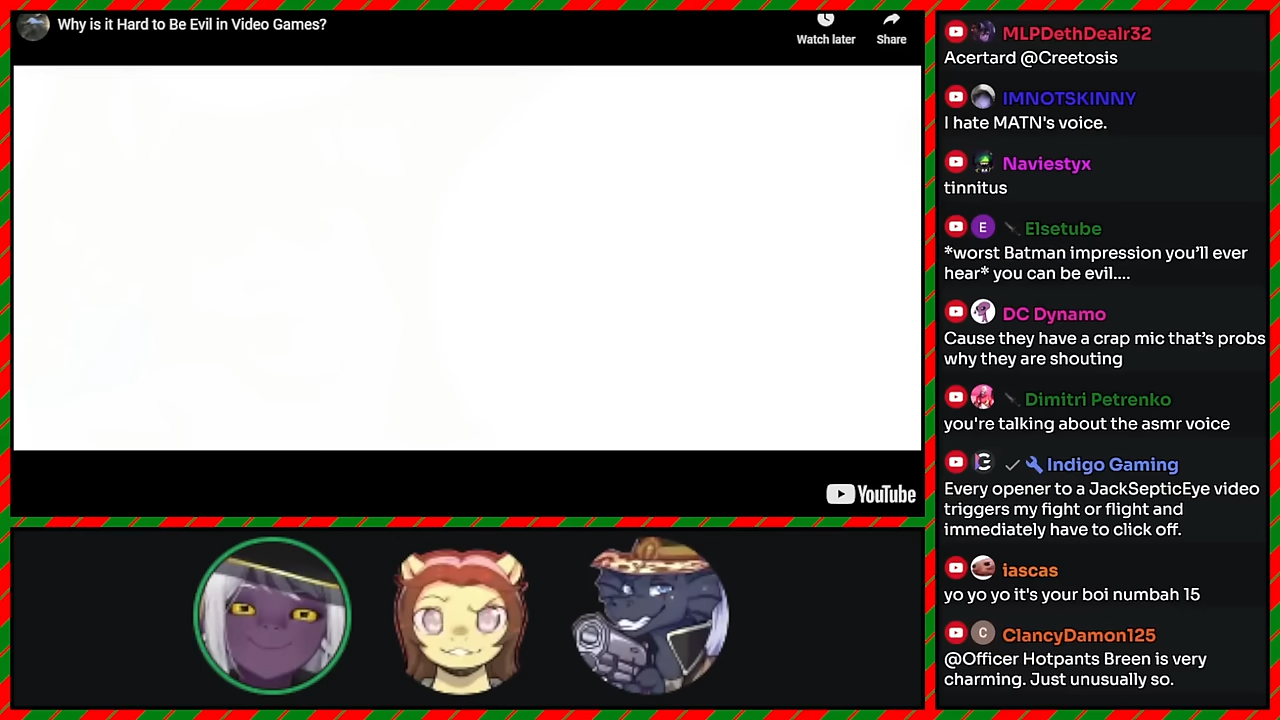 Why is it Hard to Be Evil in Video Games?
Watch later
Share
YouTube
MLPDethDealr32
Acertard @Creetosis
IMNOTSKINNY
I hate MATN's voice.
Naviestyx
tinnitus
E
Elsetube
*worst Batman impression you'll ever
hear* you can be evil....
DC Dynamo
Cause they have a crap mic that's probs
why they are shouting
Dimitri Petrenko
you're talking about the asmr voice
Indigo Gaming
Every opener to a JackSepticEye video
triggers my fight or flight and
immediately have to click off.
iascas
yo yo yo it's your boi numbah 15
C
ClancyDamon125
@Officer Hotpants Breen is very
charming. Just unusually so.